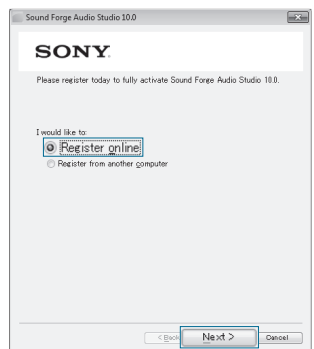 Sound Forge Audio Studio 10.0
SONY
Please register today to fully activate Sound Forge Audio Studio 10.0.
I would like to:
Register online
Register from another computer
< Back Next > Cancel